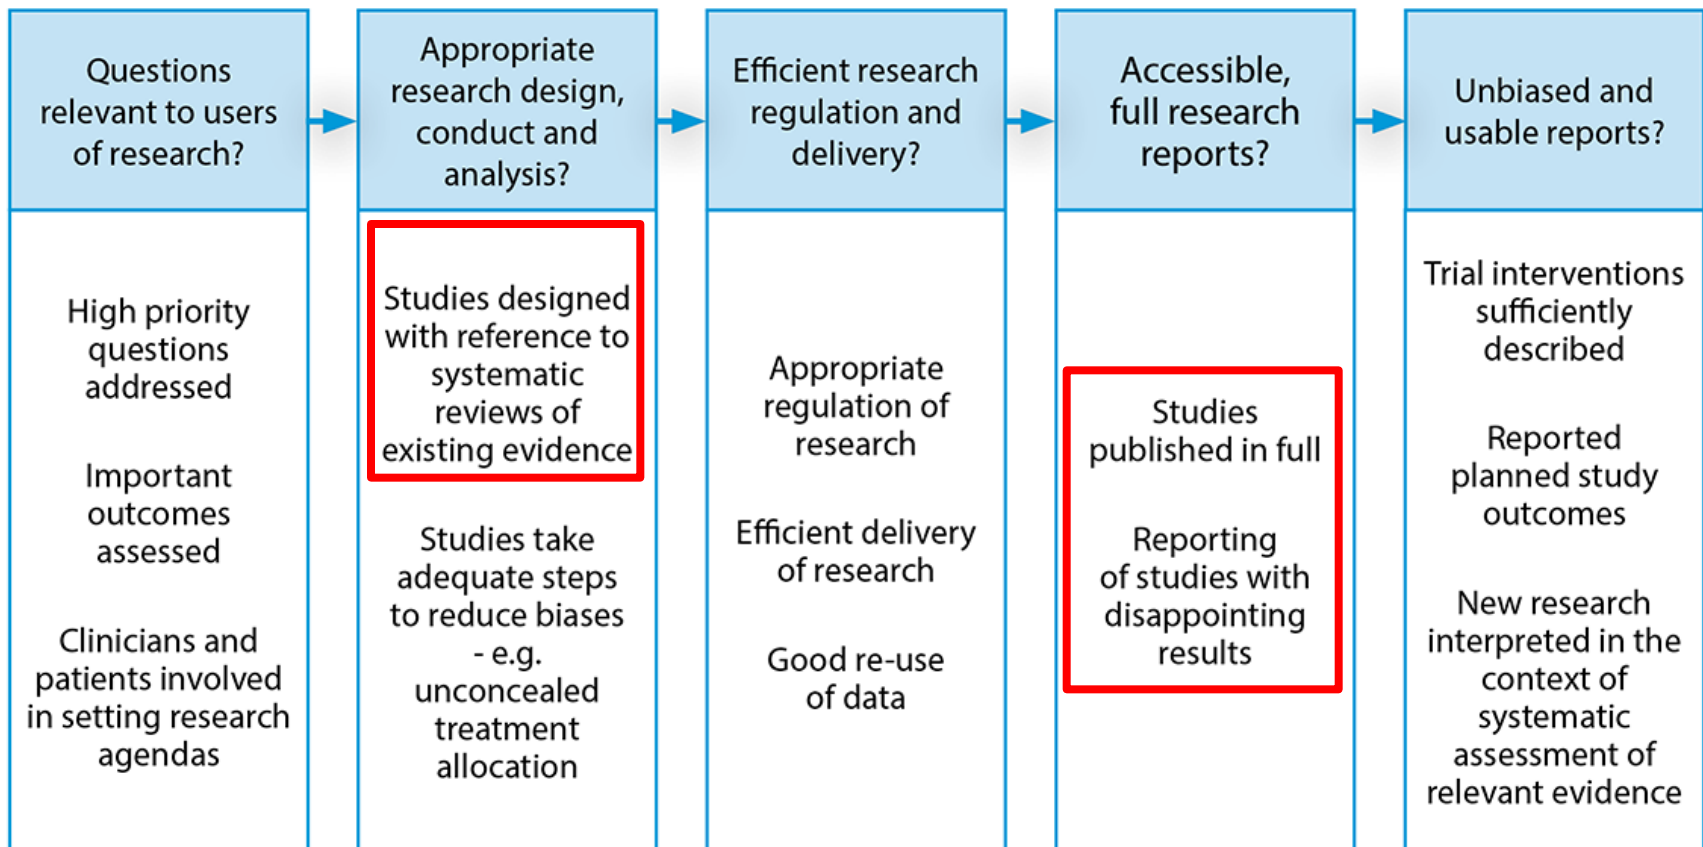 Questions
relevant to users
of research?
Appropriate
research design,
conduct and
analysis?
Efficient research
regulation and
delivery?
Accessible,
full research
reports?
Unbiased and
usable reports?
High priority
questions
addressed
Important
outcomes
assessed
Clinicians and
patients involved
in setting research
agendas
Studies designed
with reference to
systematic
reviews of
existing evidence
Studies take
adequate steps
to reduce biases
- e.g.
unconcealed
treatment
allocation
Appropriate
regulation of
research
Efficient delivery
of research
Good re-use
of data
Studies
published in full
Reporting
of studies with
disappointing
results
Trial interventions
sufficiently
described
Reported
planned study
outcomes
New research
interpreted in the
context of
systematic
assessment of
relevant evidence